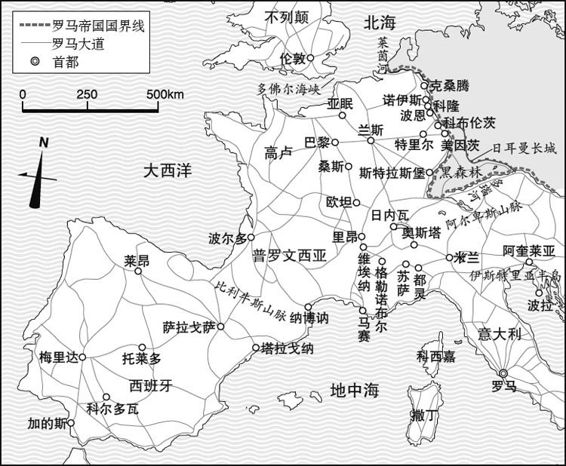 罗马帝国国界线
罗马大道
首都
0
250
500km
N
不列颠
北海
伦敦
莱茵河
多佛尔海峡
克桑腾
诺伊斯
科隆
波恩
科布伦茨
亚眠
兰斯
巴黎
特里尔
美因茨
日耳曼长城
高卢
大西洋
桑斯
斯特拉斯堡
黑森林
多瑙河
欧坦
日内瓦
阿尔卑斯山脉
波尔多
里昂
奥斯塔
普罗文西亚
米兰
阿奎莱亚
莱昂
维埃纳
格勒诺布尔
苏萨
都灵
伊斯特里亚半岛
波拉
比利牛斯山脉
纳博讷
马赛
萨拉戈萨
意大利
梅里达
托莱多
塔拉戈纳
科西嘉
罗马
西班牙
地中海
科尔多瓦
撒丁
加的斯